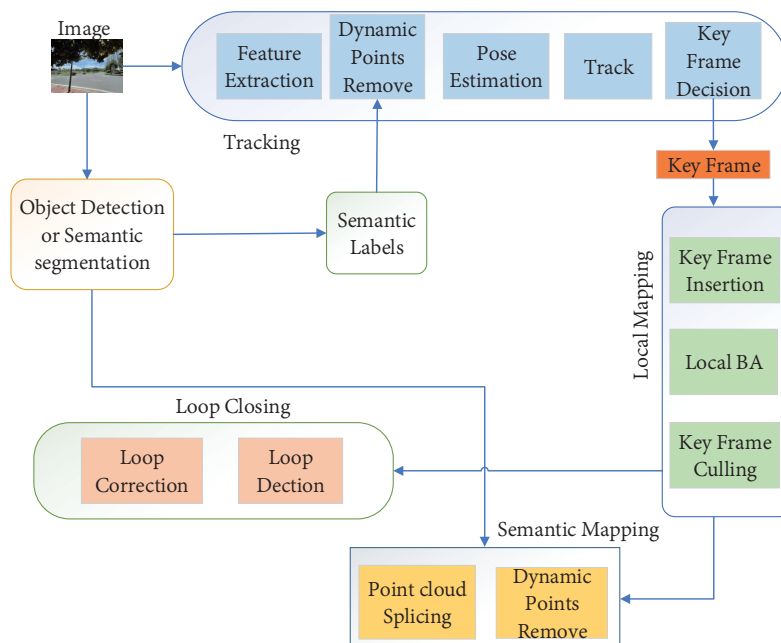 Image
Feature
Extraction
Dynamic
Points
Remove
Pose
Estimation
Track
Key
Frame
Decision
Tracking
Key Frame
Object Detection
or Semantic
segmentation
Semantic
Labels
Local Mapping
Key Frame
Insertion
Local BA
Key Frame
Culling
Loop Closing
Loop
Correction
Loop
Dection
Semantic Mapping
Point cloud
Splicing
Dynamic
Points
Remove